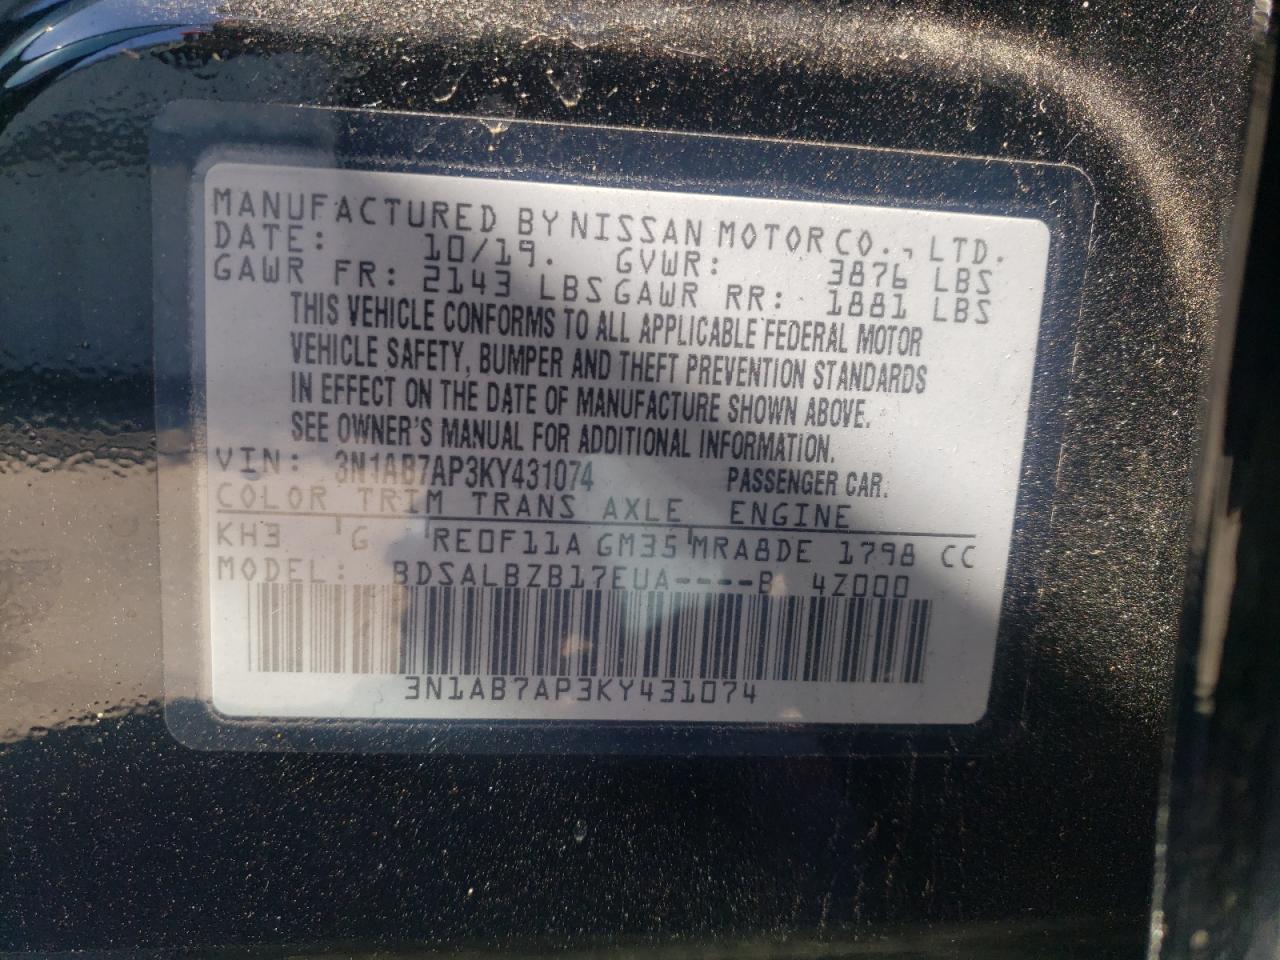 MANUFACTURED BY NISSAN MOTOR CO., LTD.
DATE: 10/19. GVWR: 3876 LBS
GAWR FR: 2143 LBS GAWR RR: 1881 LBS
THIS VEHICLE CONFORMS TO ALL APPLICABLE FEDERAL MOTOR
VEHICLE SAFETY, BUMPER AND THEFT PREVENTION STANDARDS
IN EFFECT ON THE DATE OF MANUFACTURE SHOWN ABOVE.
SEE OWNER'S MANUAL FOR ADDITIONAL INFORMATION.
VIN: 3N1AB7AP3KY431074 PASSENGER CAR.
COLOR TRIM TRANS AXLE ENGINE
KH3 G RE0F11A GM35 MRA8DE 1798 CC
MODEL: BDSALBZB17EUA----B 4Z000
3N1AB7AP3KY431074